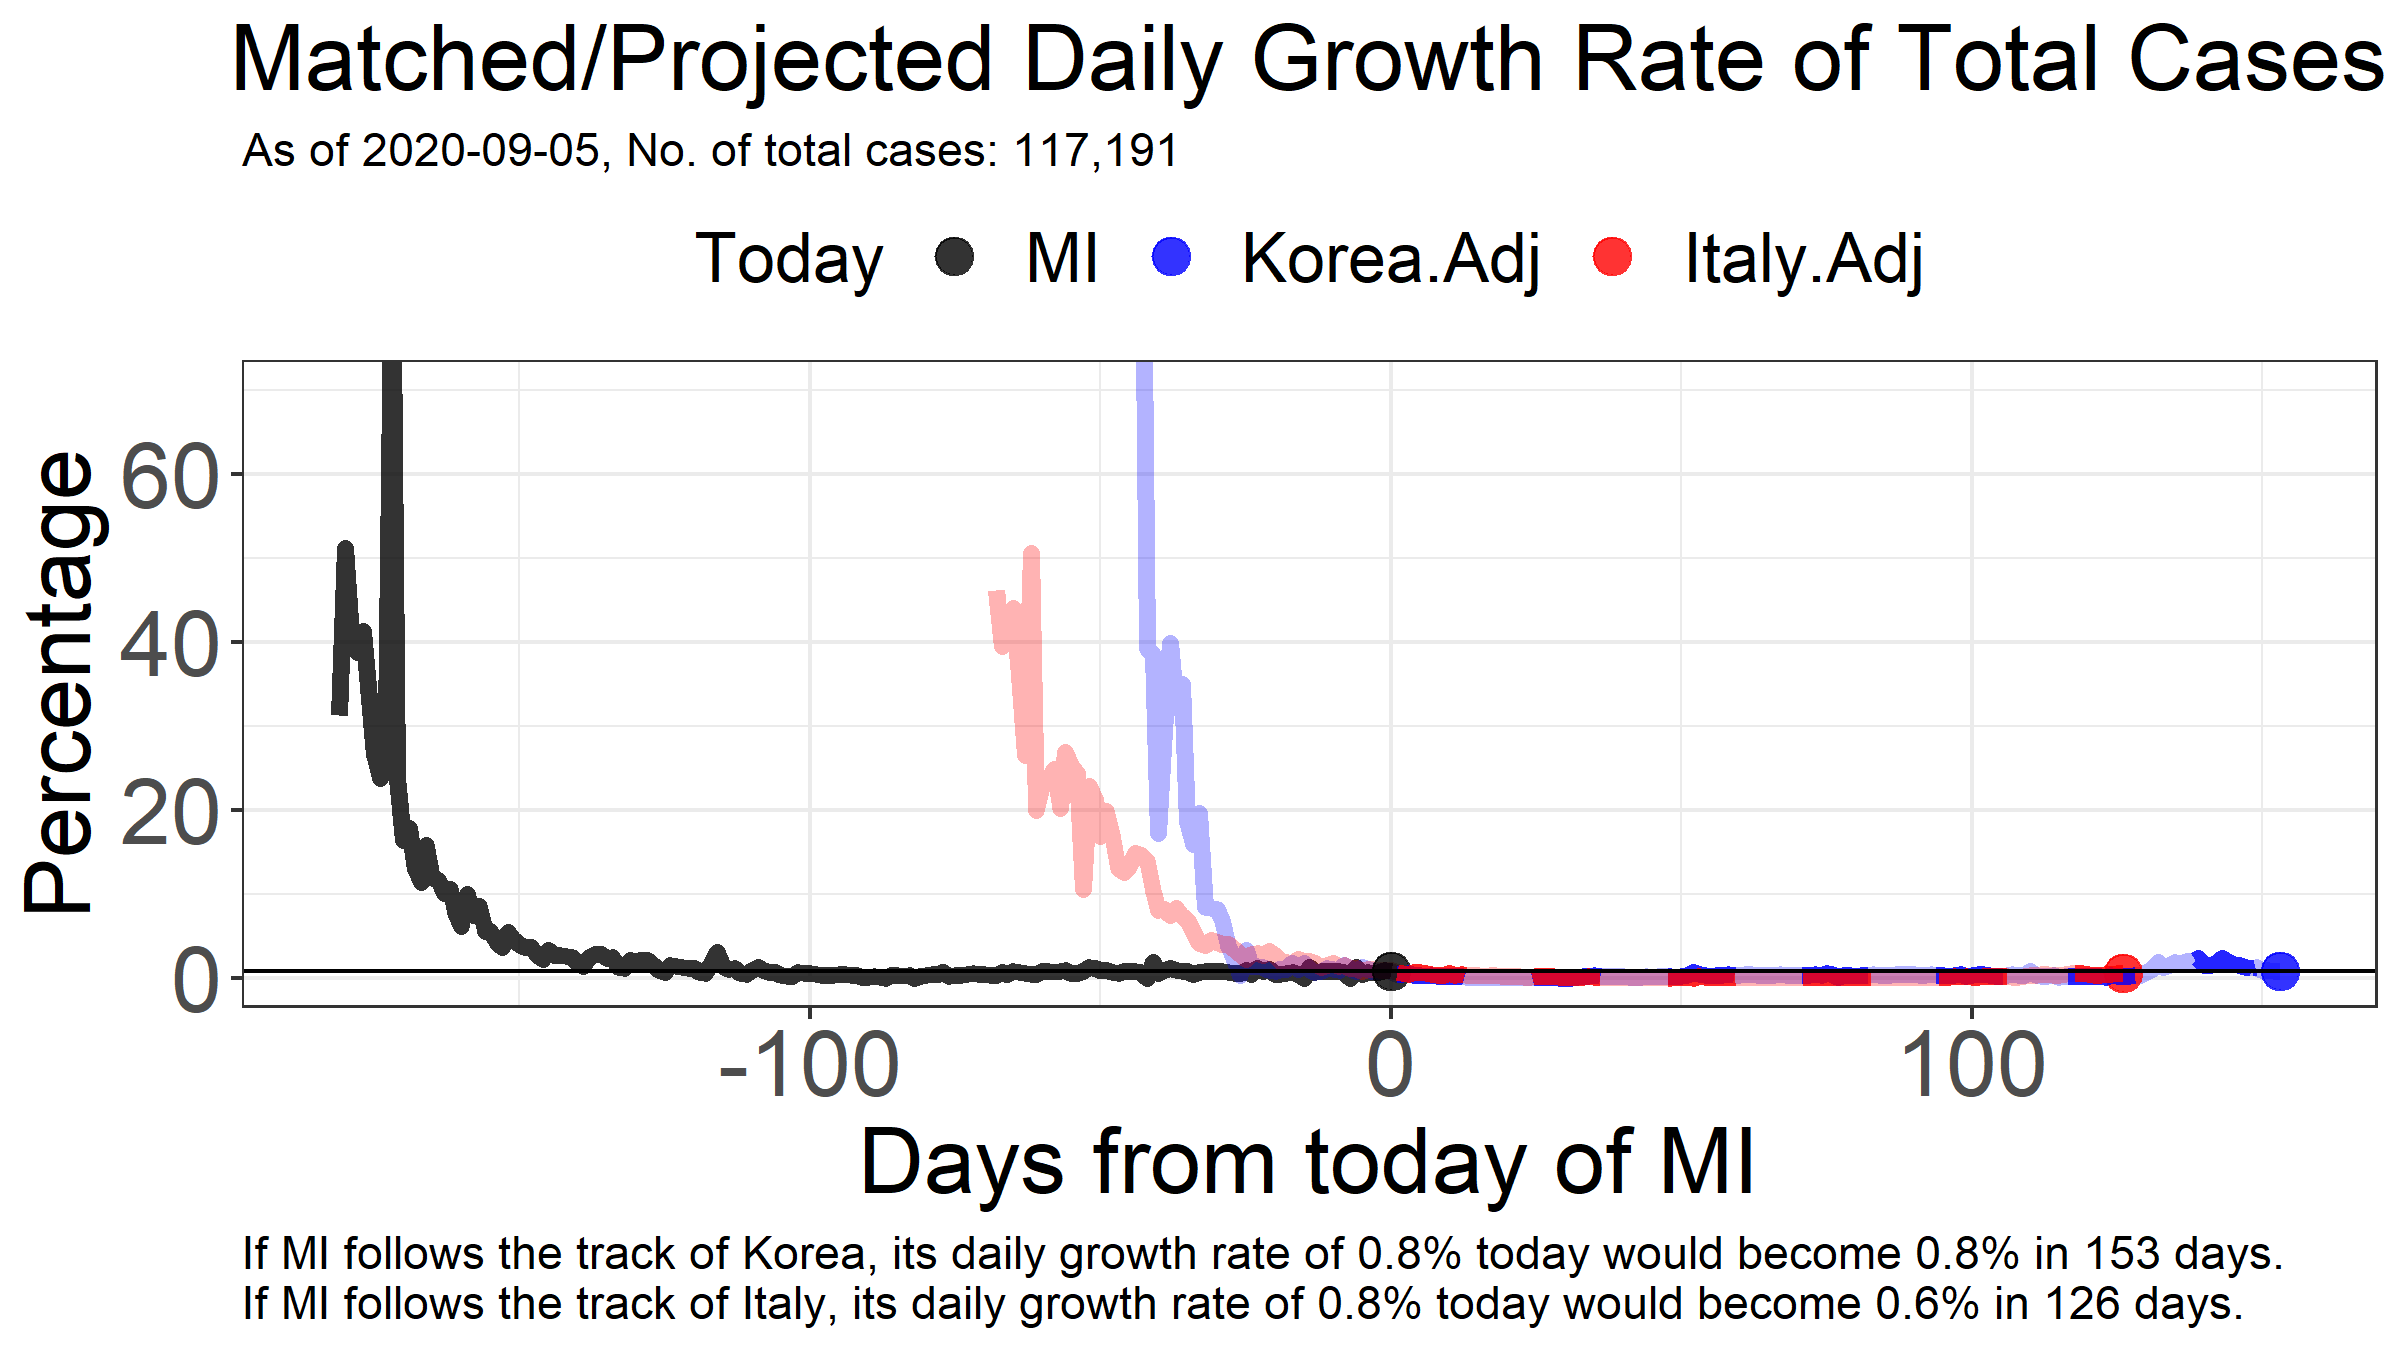 Matched/Projected Daily Growth Rate of Total Cases
As of 2020-09-05, No. of total cases: 117,191
Today MI Korea.Adj Italy.Adj
Percentage
60
40
20
0
-100 0 100
Days from today of MI
If MI follows the track of Korea, its daily growth rate of 0.8% today would become 0.8% in 153 days.
If MI follows the track of Italy, its daily growth rate of 0.8% today would become 0.6% in 126 days.